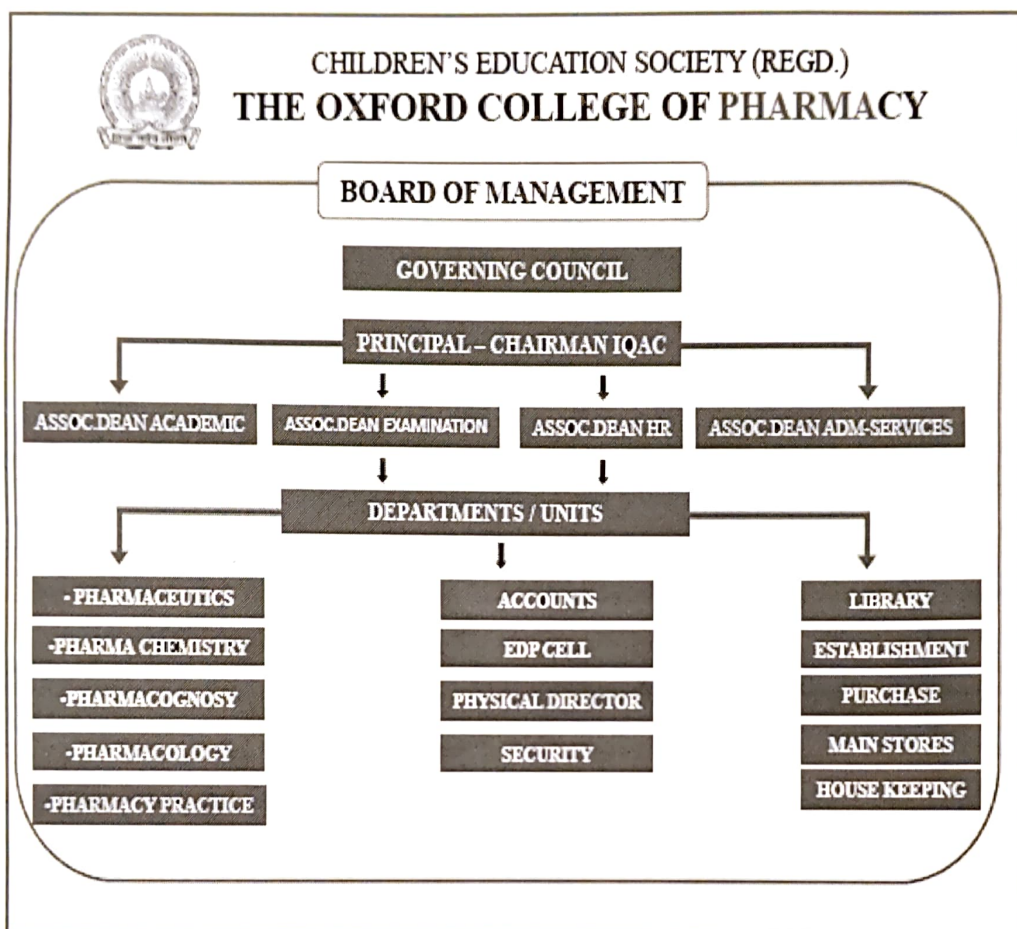 CHILDREN'S EDUCATION SOCIETY (REGD.)
THE OXFORD COLLEGE OF PHARMACY
BOARD OF MANAGEMENT
GOVERNING COUNCIL
PRINCIPAL – CHAIRMAN IQAC
ASSOC.DEAN ACADEMIC
ASSOC.DEAN EXAMINATION
ASSOC.DEAN HR
ASSOC.DEAN ADM-SERVICES
DEPARTMENTS / UNITS
-PHARMACEUTICS
-PHARMA CHEMISTRY
-PHARMACOGNOSY
-PHARMACOLOGY
-PHARMACY PRACTICE
ACCOUNTS
EDP CELL
PHYSICAL DIRECTOR
SECURITY
LIBRARY
ESTABLISHMENT
PURCHASE
MAIN STORES
HOUSE KEEPING